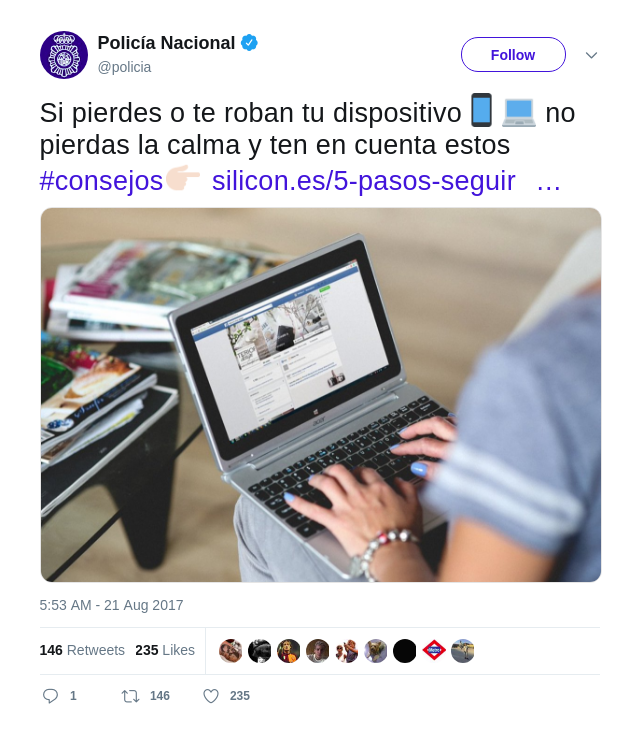 Policía Nacional
@policia
Follow
Si pierdes o te roban tu dispositivo 📱 💻 no
pierdas la calma y ten en cuenta estos
#consejos👉🏻 silicon.es/5-pasos-seguir …
acer
5:53 AM - 21 Aug 2017
146 Retweets 235 Likes
1 146 235